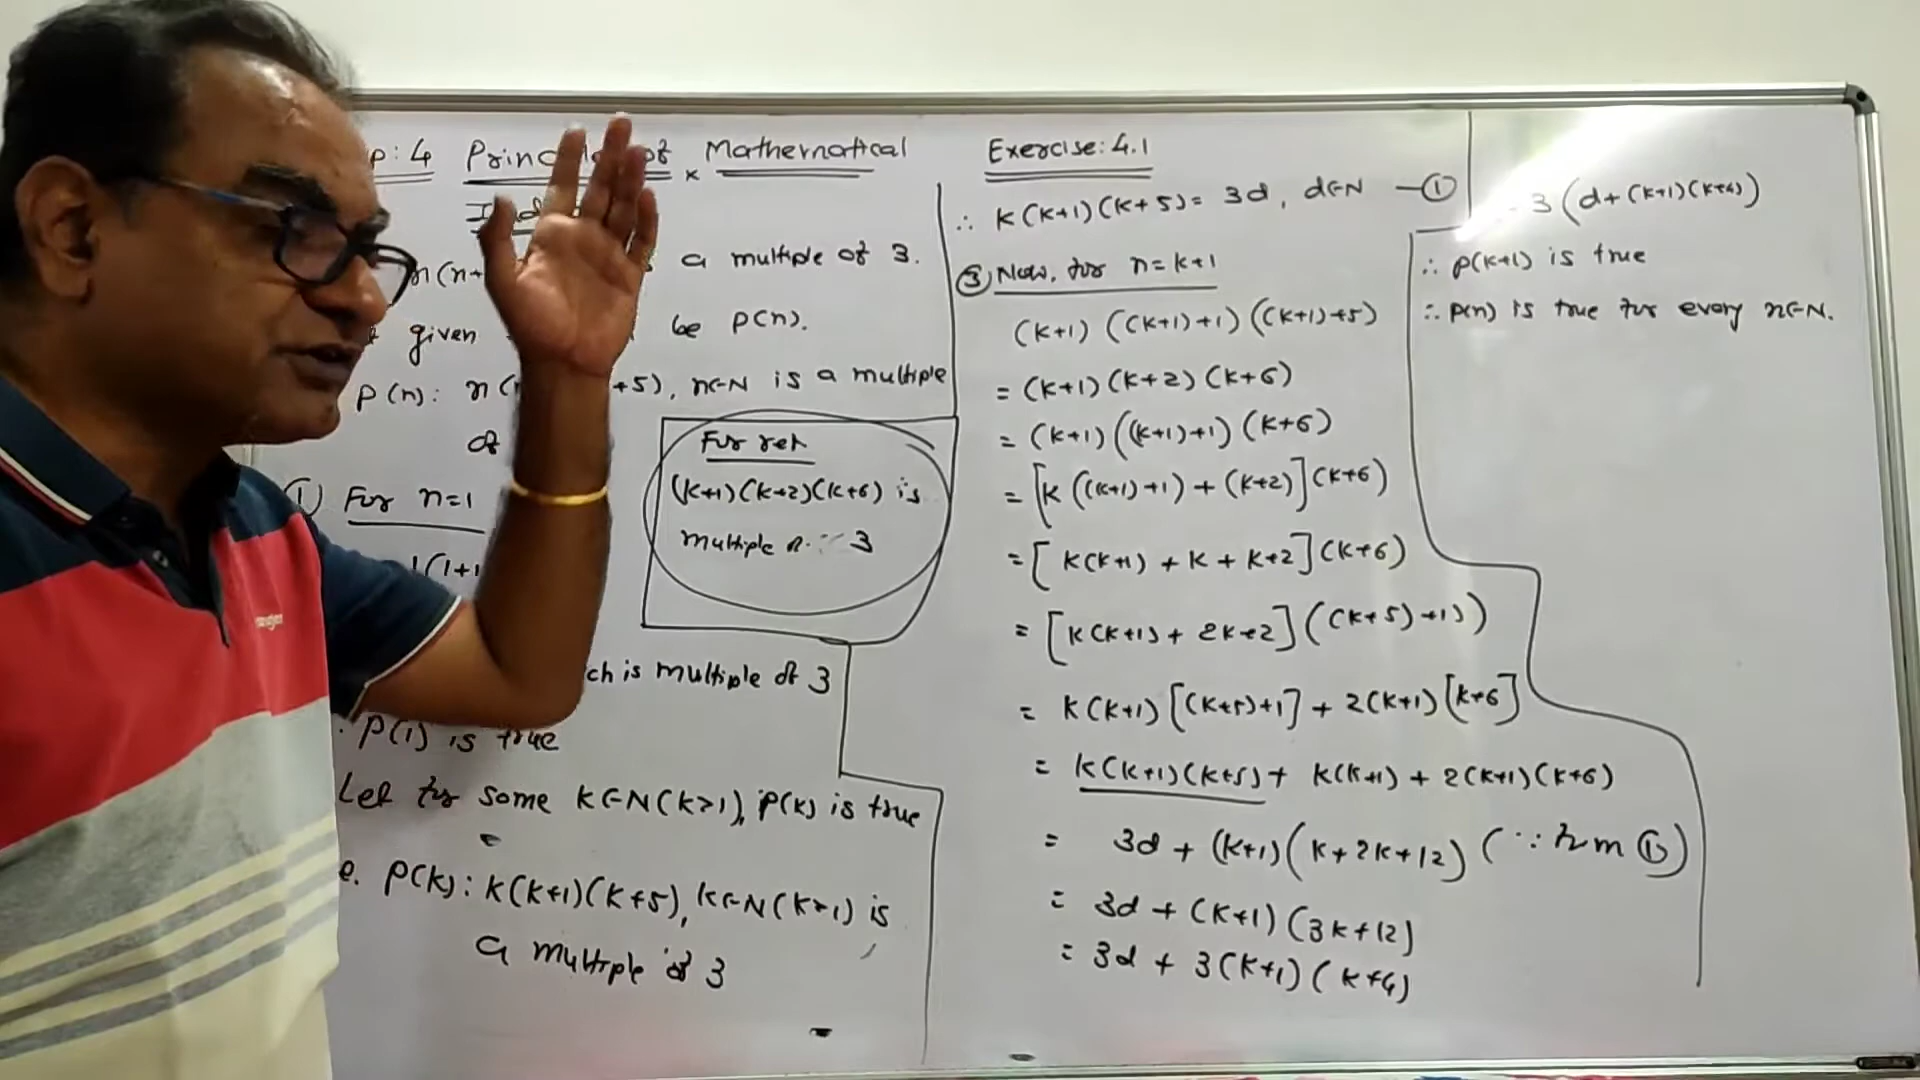 p: 4 Princ of Mathematical
n(n+ a multiple of 3.
given be P(n).
P(n): n( +5), n∈N is a multiple
of
① For n=1
1(1+1
ch is multiple of 3
P(1) is true
Let for some K∈N(K>1), P(K) is true
e. P(K): K(K+1)(K+5), K∈N(K>1) is
a multiple of 3
For ref
(K+1)(K+2)(K+6) is
multiple 3
Exercise: 4.1
∴ K(K+1)(K+5) = 3d, d∈N —①
③ Now, for n=K+1
(K+1) ((K+1)+1) ((K+1)+5)
= (K+1)(K+2)(K+6)
= (K+1)((K+1)+1)(K+6)
= [K((K+1)+1) + (K+2)](K+6)
= [K(K+1) + K + K+2](K+6)
= [K(K+1) + 2K+2]((K+5)+1))
= K(K+1)[(K+5)+1] + 2(K+1)[K+6]
= K(K+1)(K+5) + K(K+1) + 2(K+1)(K+6)
= 3d + (K+1)(K+2K+12) (∵ ①)
= 3d + (K+1)(3K+12)
= 3d + 3(K+1)(K+4)
3(d+(K+1)(K+4))
∴ P(K+1) is true
∴ P(n) is true for every n∈N.